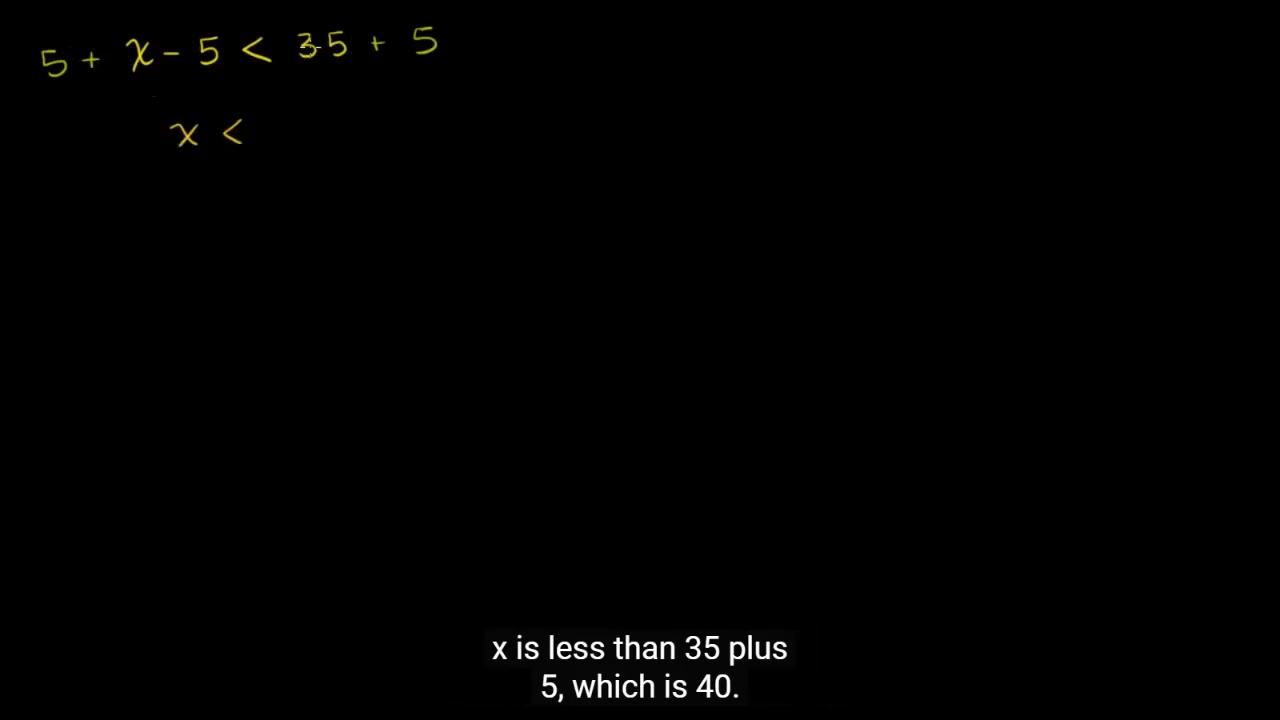 5 + x - 5 < 35 + 5
x <
x is less than 35 plus
5, which is 40.